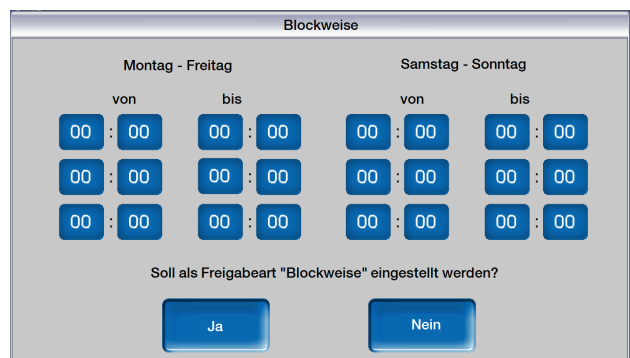 Blockweise
Montag - Freitag Samstag - Sonntag
von bis von bis
00 : 00 00 : 00 00 : 00 00 : 00
00 : 00 00 : 00 00 : 00 00 : 00
00 : 00 00 : 00 00 : 00 00 : 00
Soll als Freigabeart "Blockweise" eingestellt werden?
Ja Nein